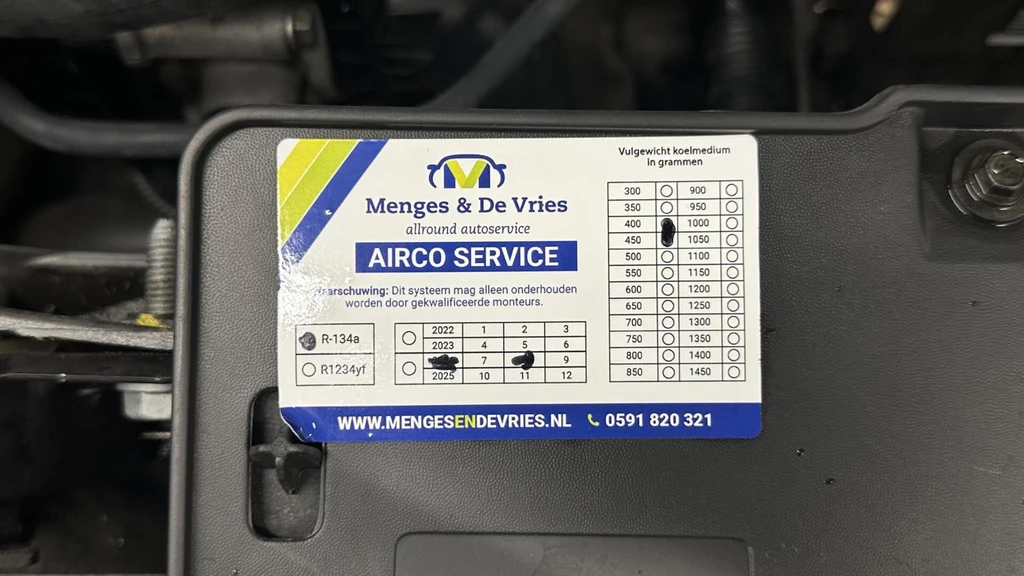 Menges & De Vries
allround autoservice
AIRCO SERVICE
Dit systeem mag alleen onderhouden
worden door gekwalificeerde monteurs.
R-134a
R1234yf
2022 1 2 3
2023 4 5 6
7 9
2025 10 11 12
Vulgewicht koelmedium
in grammen
300 900
350 950
400 1000
450 1050
500 1100
550 1150
600 1200
650 1250
700 1300
750 1350
800 1400
850 1450
WWW.MENGESENDEVRIES.NL 0591 820 321